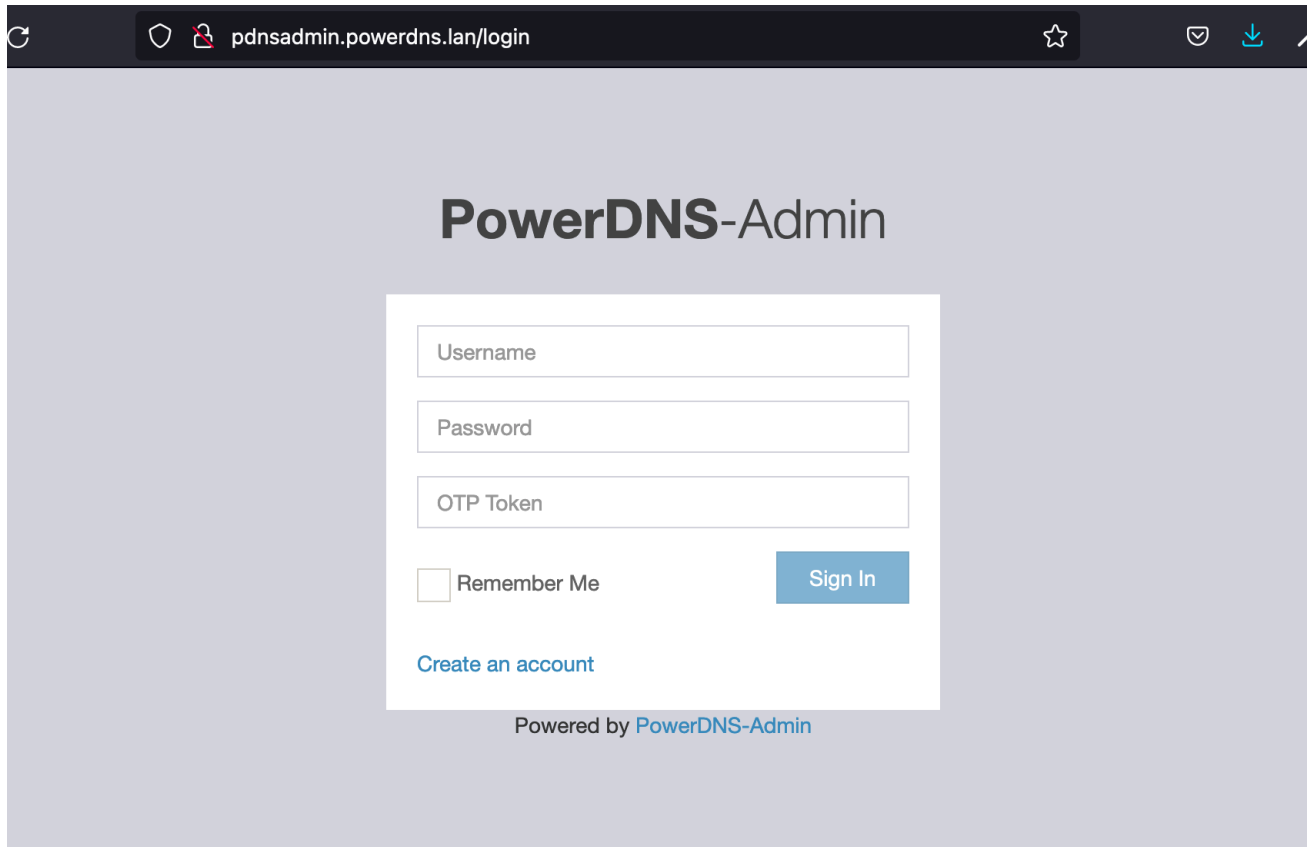 pdnsadmin.powerdns.lan/login
PowerDNS-Admin
Username
Password
OTP Token
Remember Me
Sign In
Create an account
Powered by PowerDNS-Admin